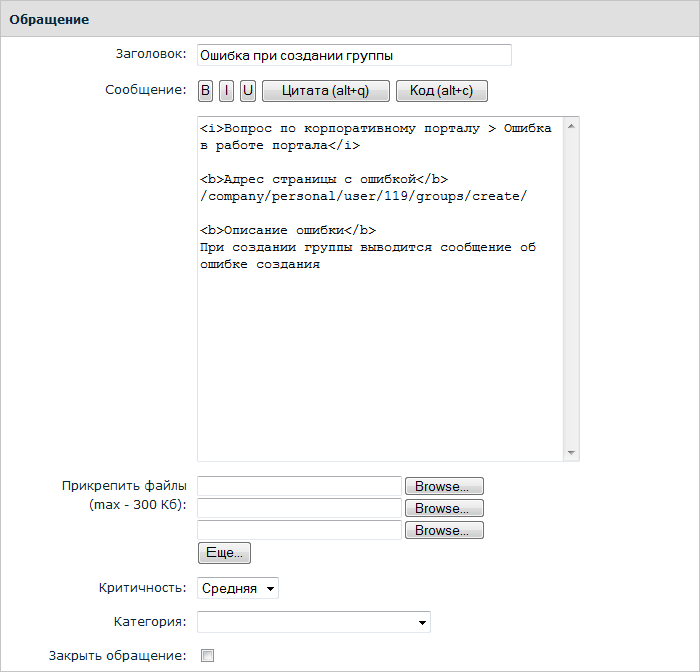 Обращение
Заголовок: Ошибка при создании группы
Сообщение: B I U Цитата (alt+q) Код (alt+c)
<i>Вопрос по корпоративному порталу > Ошибка
в работе портала</i>
<b>Адрес страницы с ошибкой</b>
/company/personal/user/119/groups/create/
<b>Описание ошибки</b>
При создании группы выводится сообщение об
ошибке создания
Прикрепить файлы Browse...
(max - 300 Кб): Browse...
Browse...
Еще...
Критичность: Средняя
Категория:
Закрыть обращение: